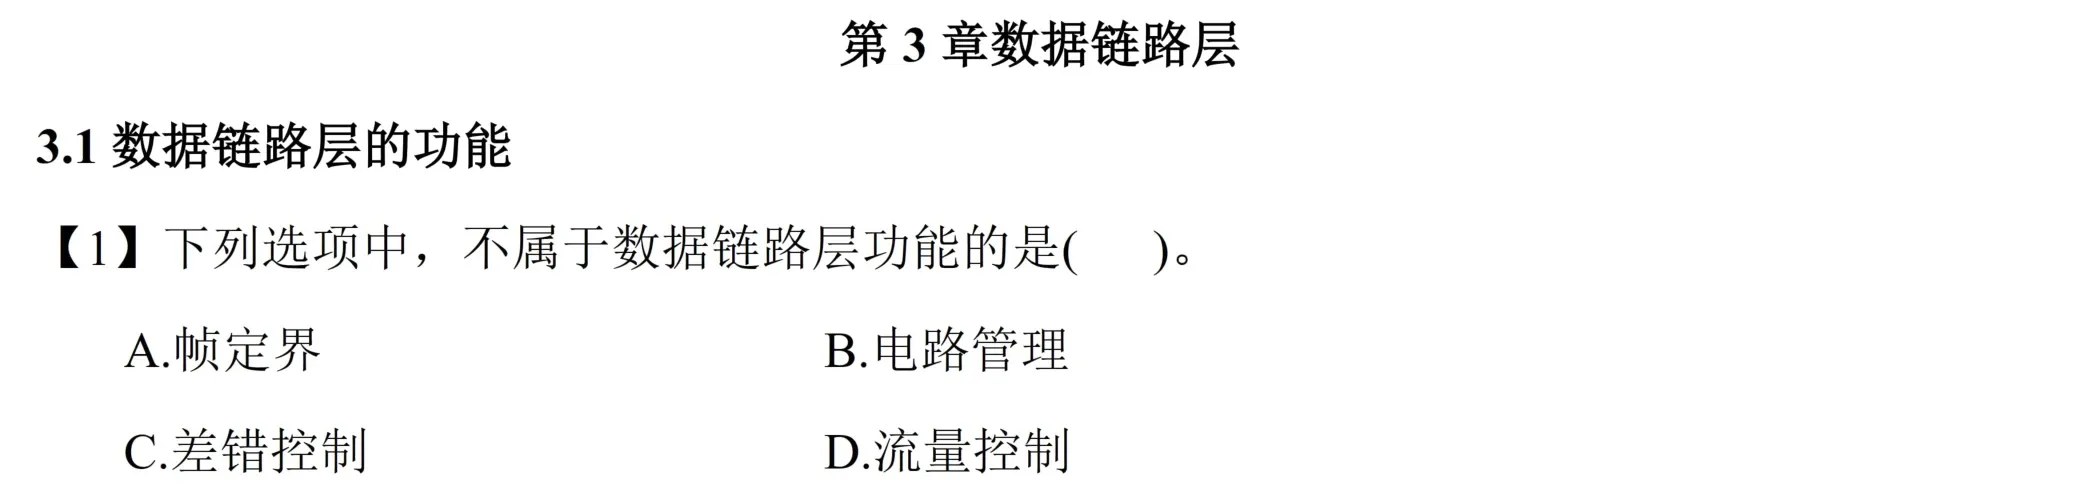 第 3 章数据链路层
3.1 数据链路层的功能
【1】下列选项中，不属于数据链路层功能的是(      )。
A.帧定界 B.电路管理
C.差错控制 D.流量控制